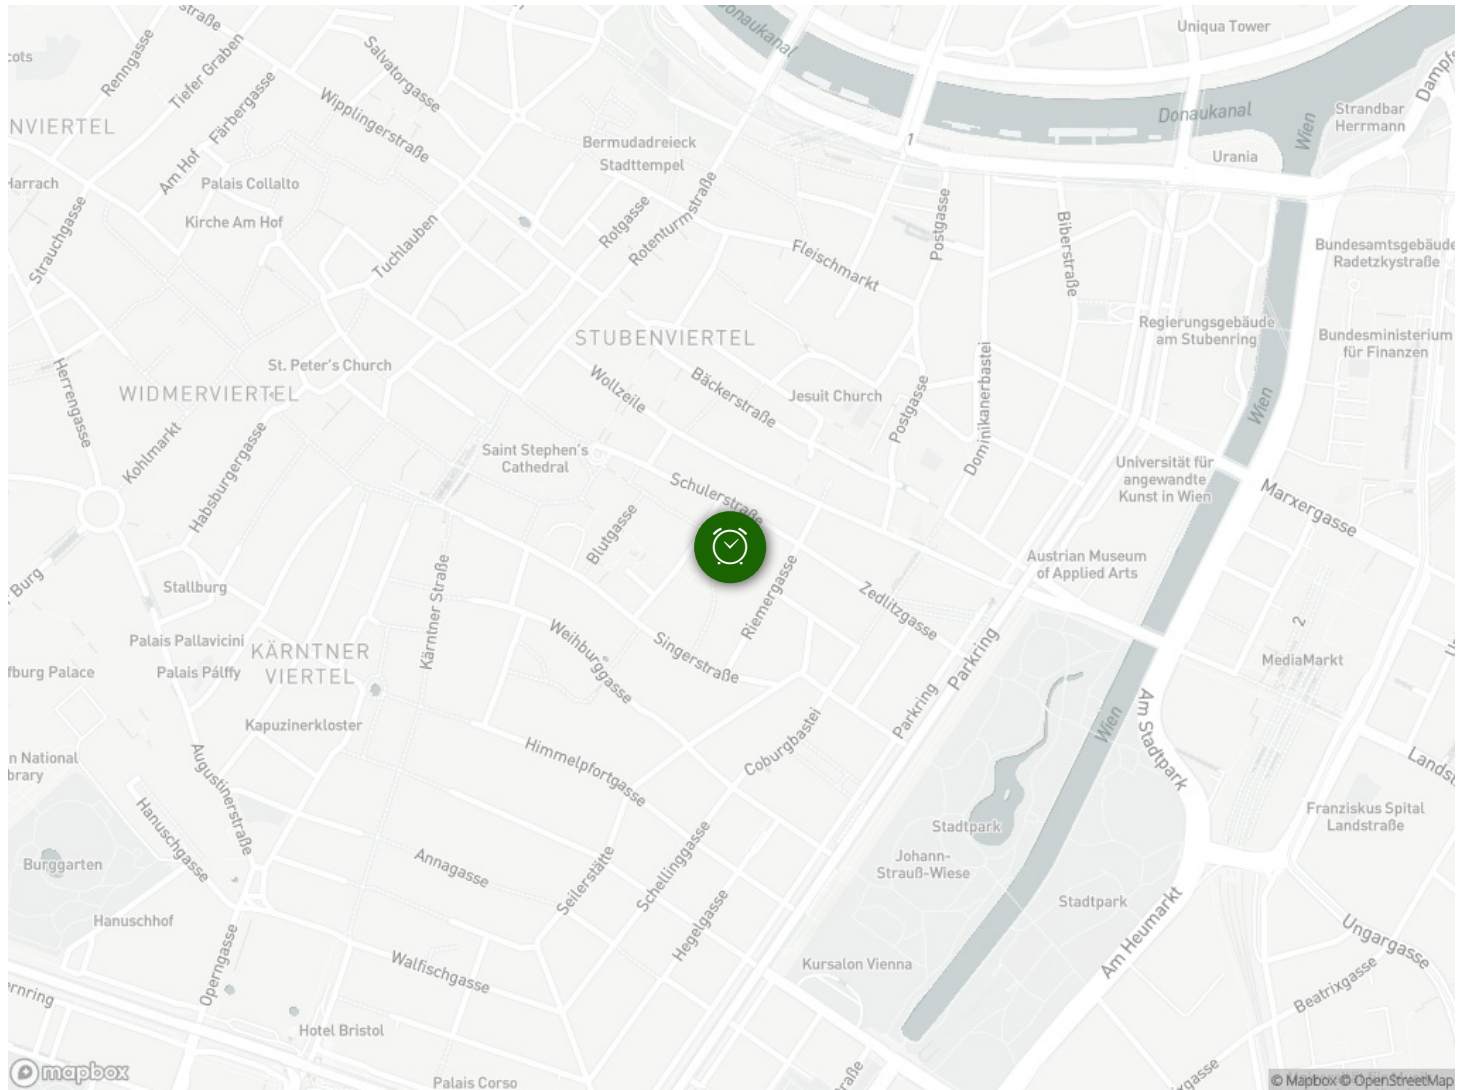 Donaukanal
Uniqua Tower
Salvatorgasse
Renngasse
Tiefer Graben
Färbergasse
Wipplingerstraße
Donaukanal
Wien
Strandbar
Herrmann
Bermudadreieck
Stadttempel
1
Urania
Am Hof
Palais Collalto
Kirche Am Hof
Strauchgasse
Tuchlauben
Rotgasse
Rotenturmstraße
Fleischmarkt
Postgasse
Biberstraße
Bundesamtsgebäude
Radetzkystraße
STUBENVIERTEL
Regierungsgebäude
am Stubenring
Bundesministerium
für Finanzen
St. Peter's Church
WIDMERVIERTEL
Herrengasse
Kohlmarkt
Habsburgergasse
Wollzeile
Bäckerstraße
Jesuit Church
Postgasse
Dominikanerbastei
Wien
Saint Stephen's
Cathedral
Schulerstraße
Blutgasse
Universität für
angewandte
Kunst in Wien
Marxergasse
Austrian Museum
of Applied Arts
Burg
Stallburg
Kärntner Straße
Riemergasse
Zedlitzgasse
Palais Pallavicini
Palais Pálffy
KÄRNTNER
VIERTEL
Weihburggasse
Singerstraße
Parkring
Parkring
2
MediaMarkt
Kapuzinerkloster
Augustinerstraße
Himmelpfortgasse
Coburgbastei
Wien
Am Stadtpark
Hanuschgasse
Stadtpark
Johann-
Strauß-Wiese
Franziskus Spital
Landstraße
Burggarten
Annagasse
Seilerstätte
Schellinggasse
Hegelgasse
Stadtpark
Hanuschhof
Operngasse
Walfischgasse
Kursalon Vienna
Am Heumarkt
Ungargasse
Beatrixgasse
Hotel Bristol
Palais Corso
mapbox
© Mapbox © OpenStreetMap